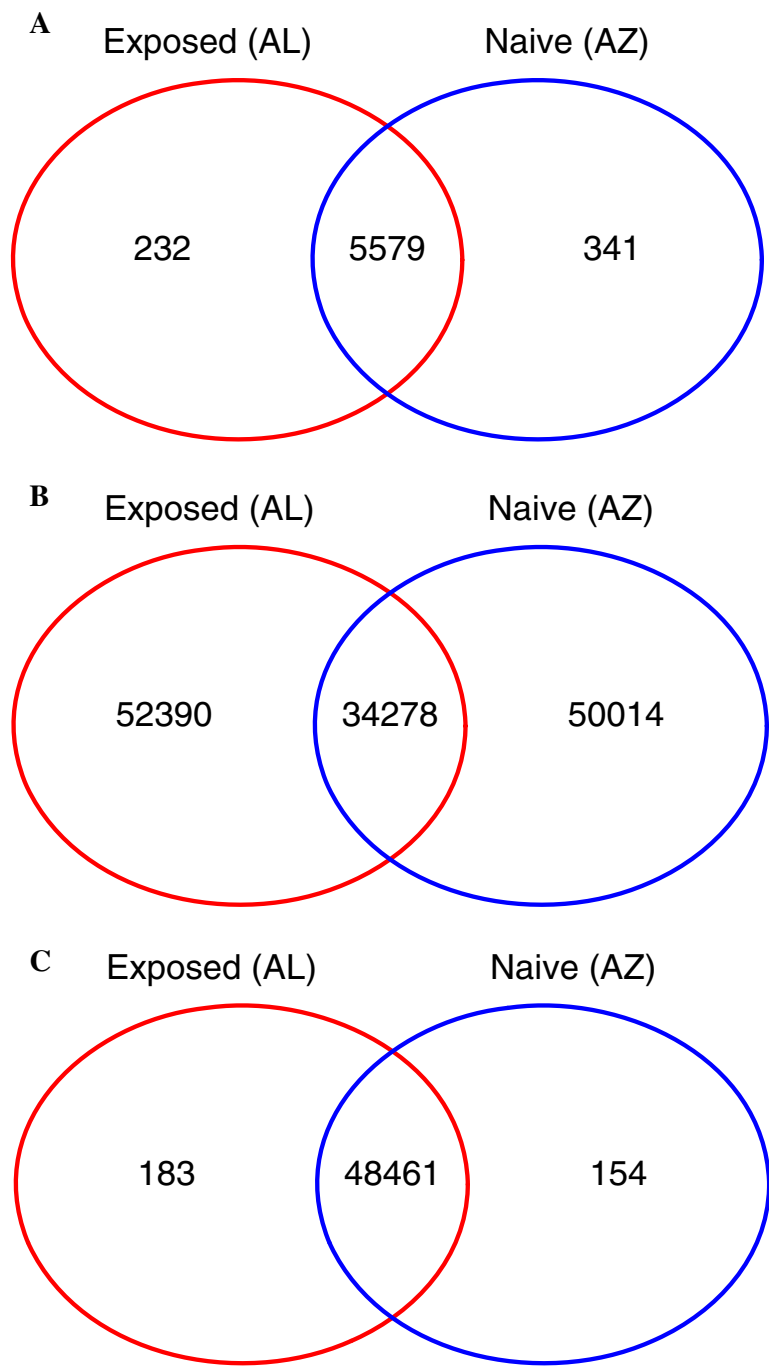 A
Exposed (AL) Naive (AZ)
232 5579 341
B
Exposed (AL) Naive (AZ)
52390 34278 50014
C
Exposed (AL) Naive (AZ)
183 48461 154